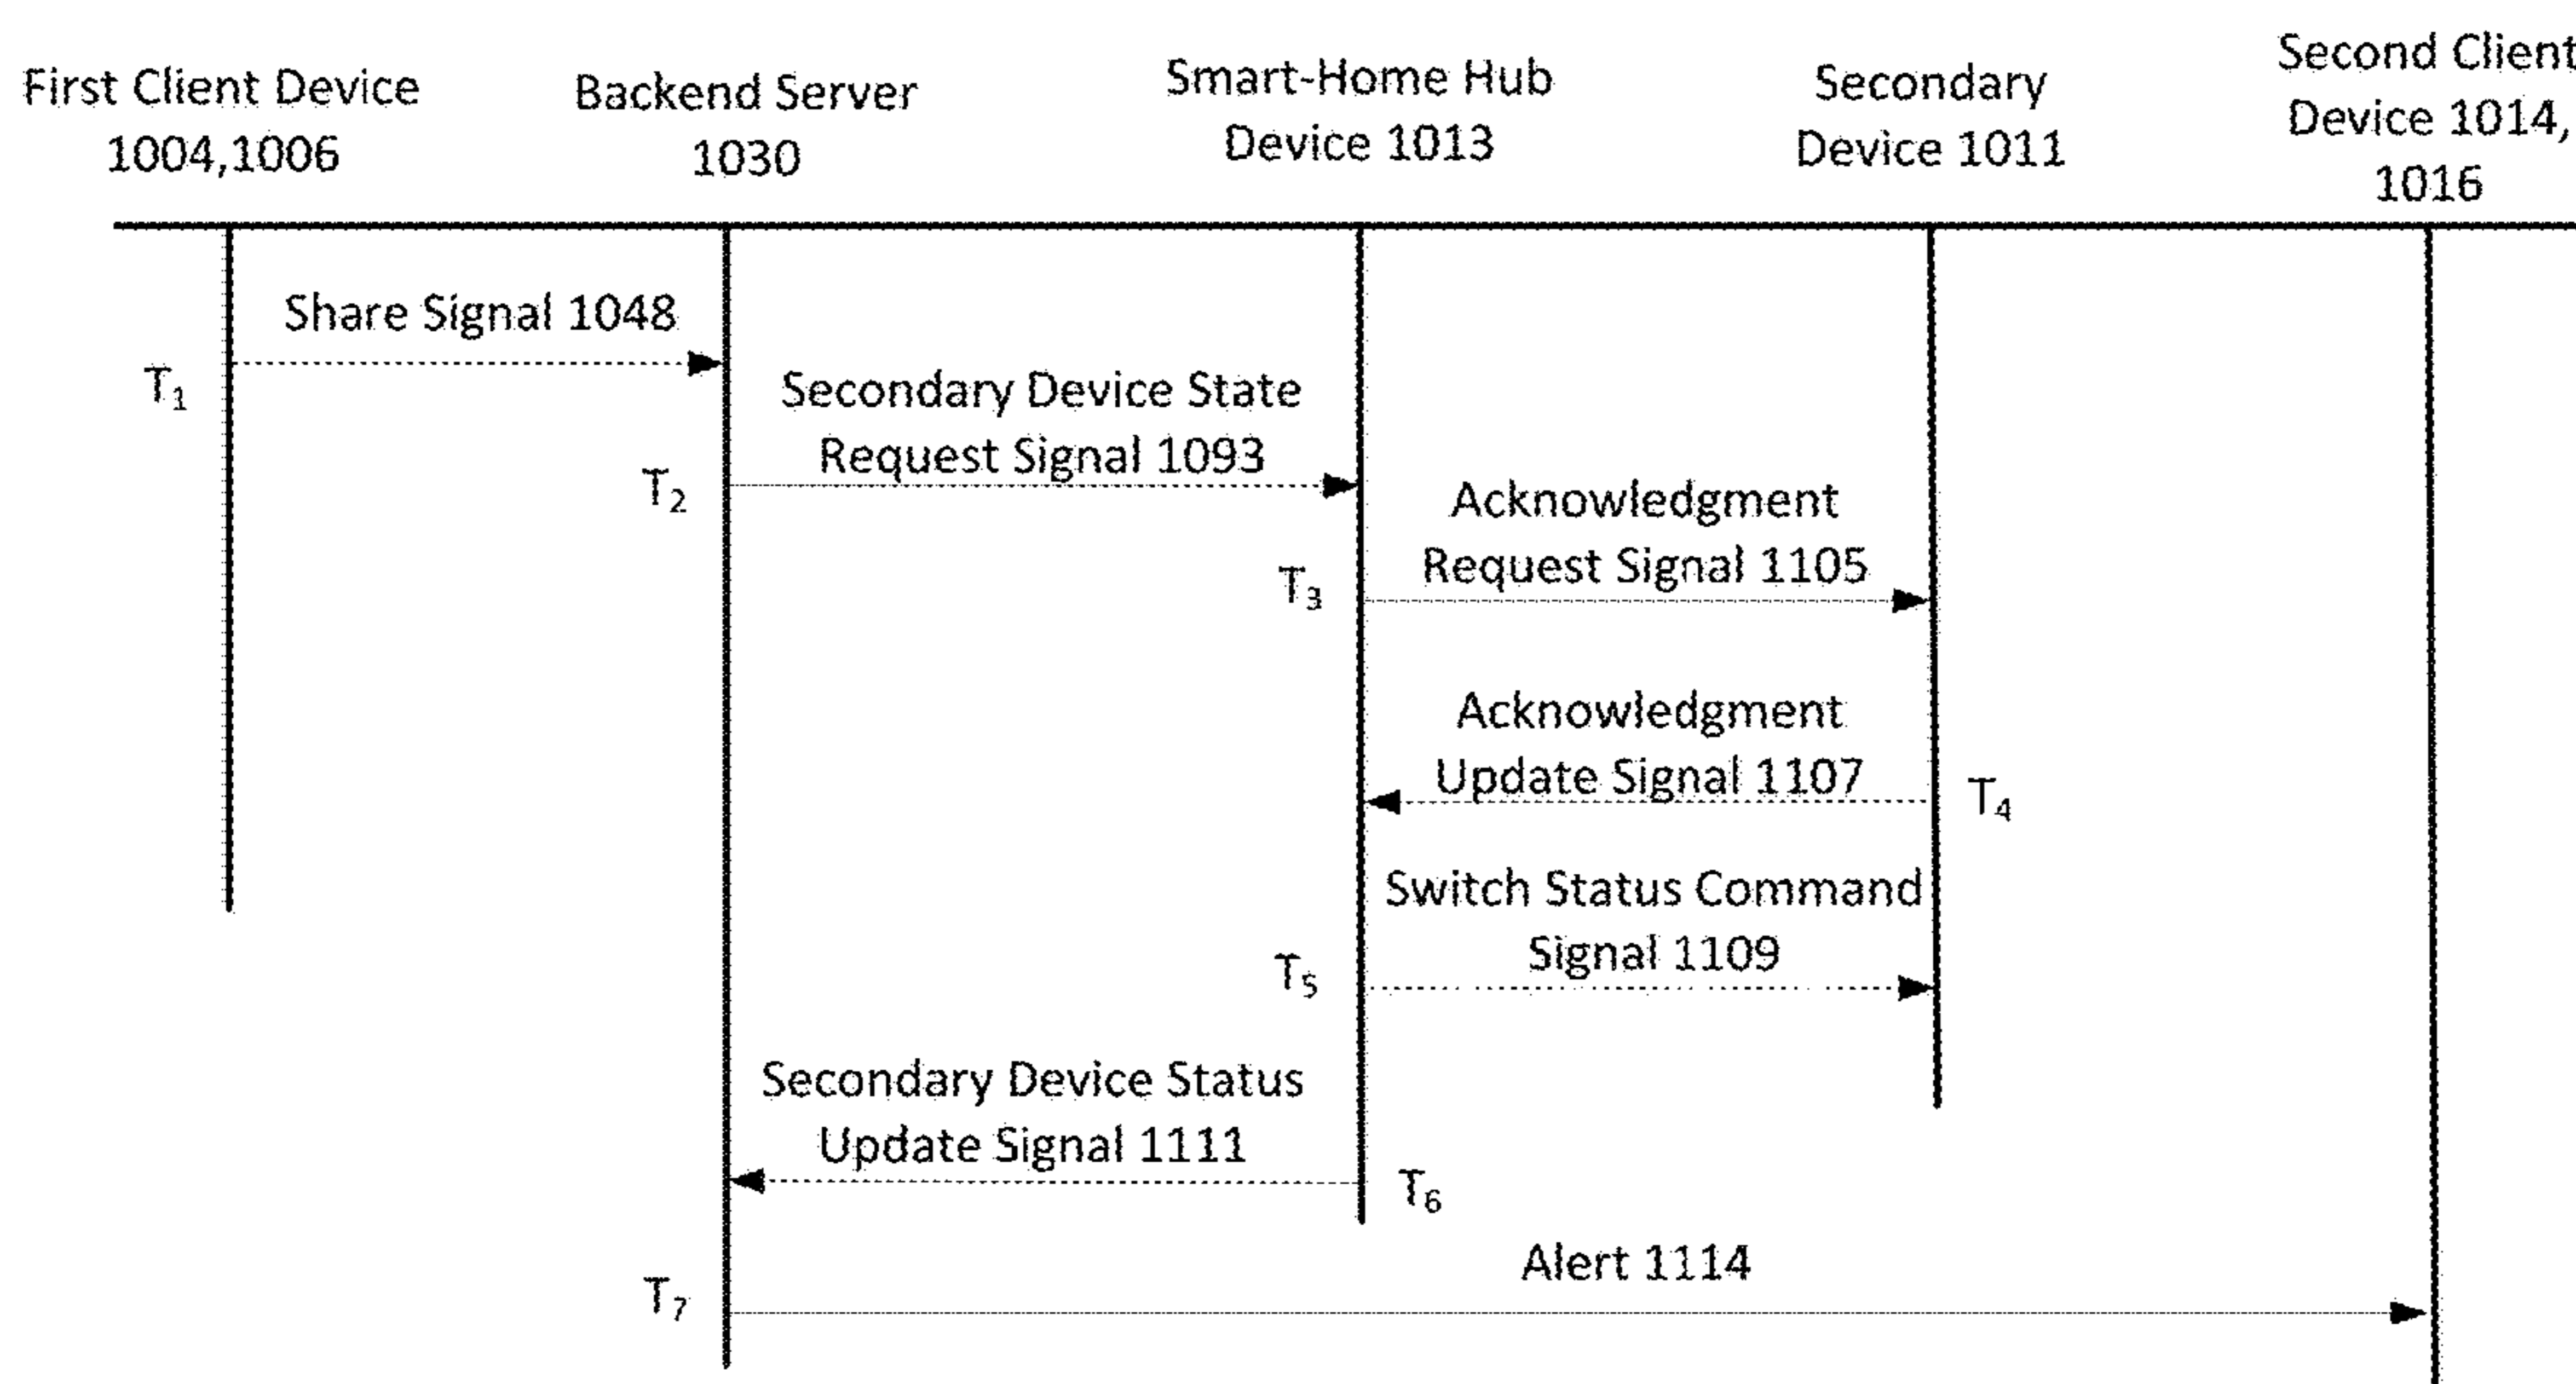 First Client Device
1004,1006
Backend Server
1030
Smart-Home Hub
Device 1013
Secondary
Device 1011
Second Client
Device 1014,
1016
Share Signal 1048
T1
Secondary Device State
Request Signal 1093
T2
Acknowledgment
Request Signal 1105
T3
Acknowledgment
Update Signal 1107
T4
Switch Status Command
Signal 1109
T5
Secondary Device Status
Update Signal 1111
T6
Alert 1114
T7